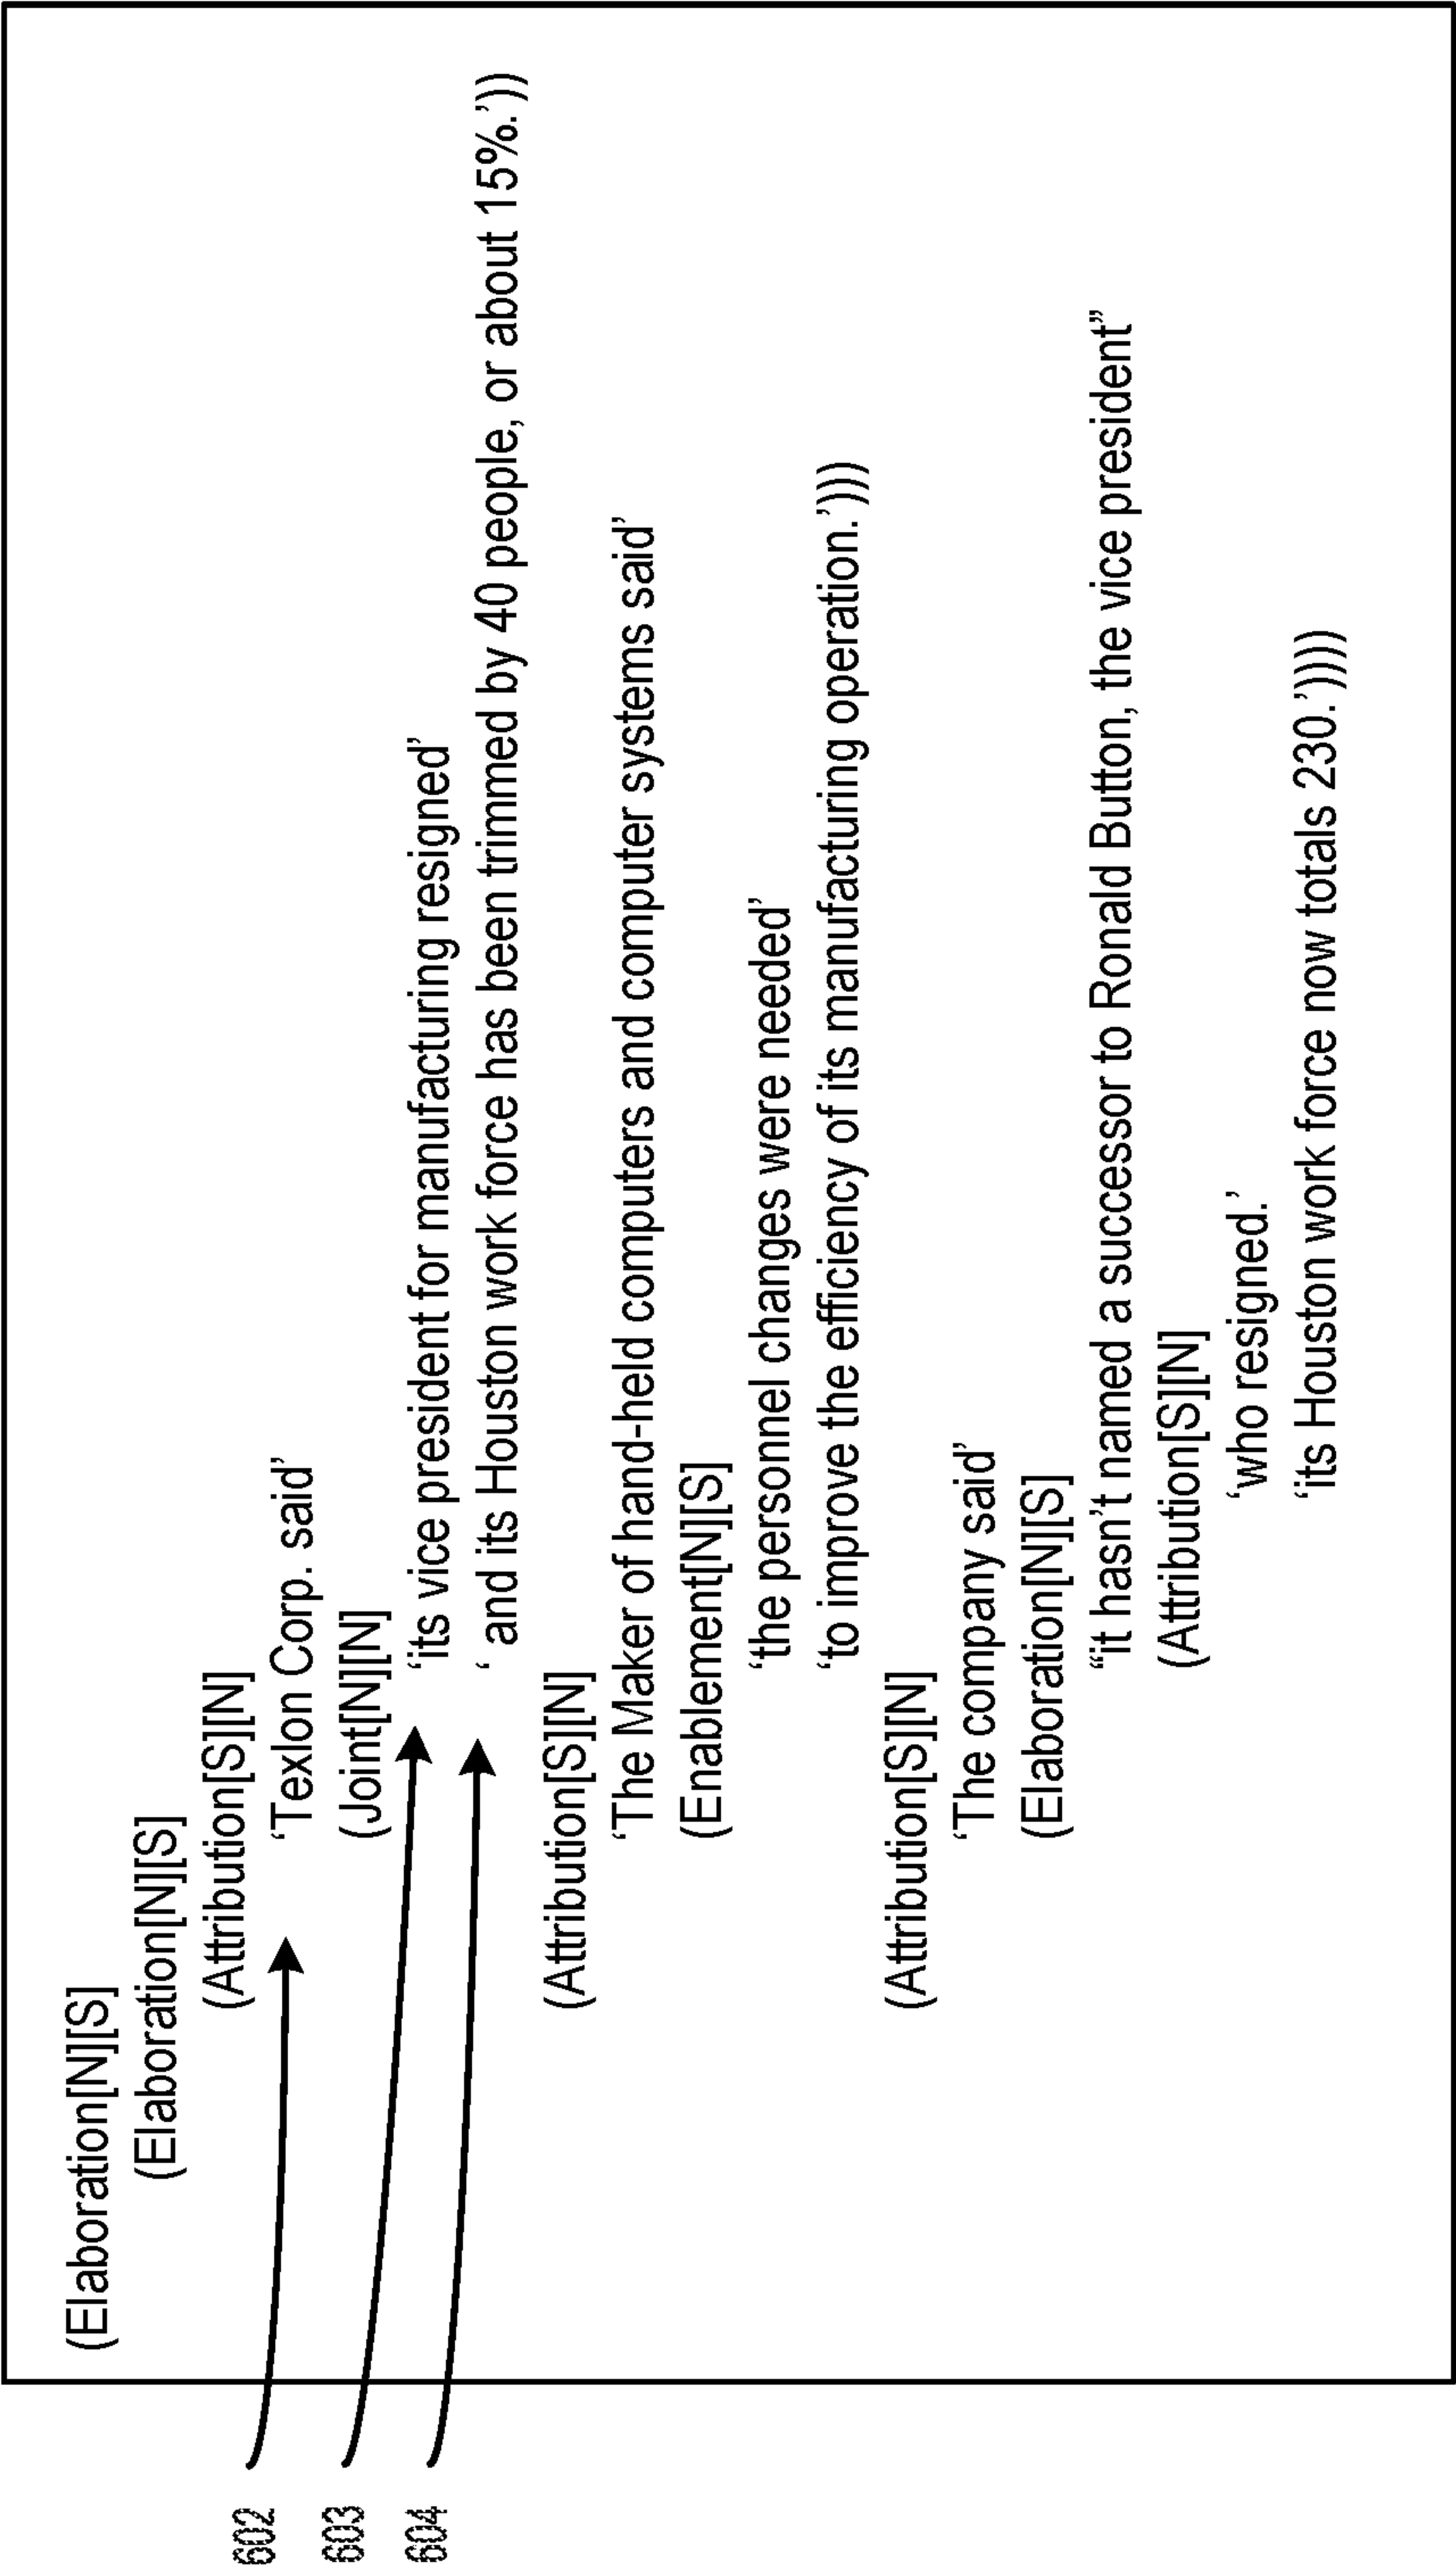 (Elaboration[N][S]
(Elaboration[N][S]
(Attribution[S][N]
602 ‘Texlon Corp. said’
(Joint[N][N]
603 ‘its vice president for manufacturing resigned’
604 ‘ and its Houston work force has been trimmed by 40 people, or about 15%.’))
(Attribution[S][N]
‘The Maker of hand-held computers and computer systems said’
(Enablement[N][S]
‘the personnel changes were needed’
‘to improve the efficiency of its manufacturing operation.’)))
(Attribution[S][N]
‘The company said’
(Elaboration[N][S]
“it hasn’t named a successor to Ronald Button, the vice president”
(Attribution[S][N]
‘who resigned.’
‘its Houston work force now totals 230.’))))